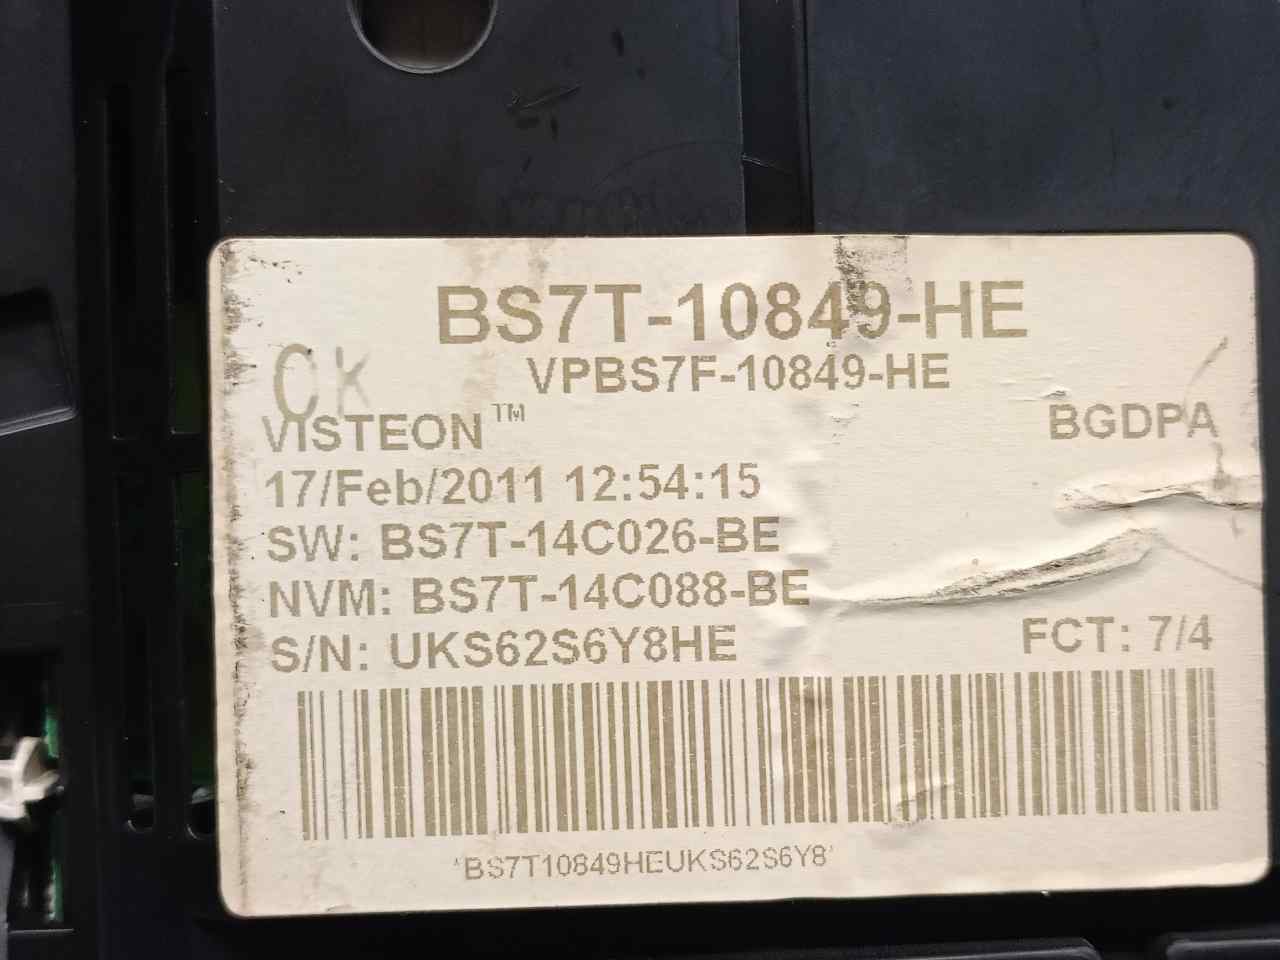 BS7T-10849-HE
VPBS7F-10849-HE
CK
VISTEON™
BGDPA
17/Feb/2011 12:54:15
SW: BS7T-14C026-BE
NVM: BS7T-14C088-BE
S/N: UKS62S6Y8HE
FCT: 7/4
*BS7T10849HEUKS62S6Y8*